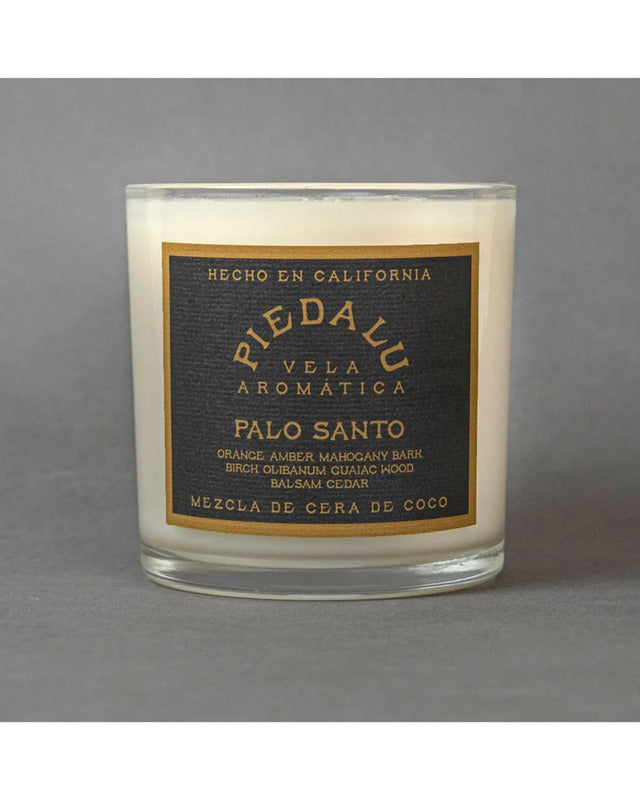 HECHO EN CALIFORNIA
PIEDALU
VELA
AROMÁTICA
PALO SANTO
ORANGE AMBER MAHOGANY BARK
BIRCH OLIBANUM GUAIAC WOOD
BALSAM CEDAR
MEZCLA DE CERA DE COCO